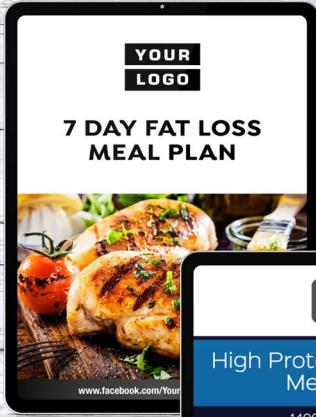 YOUR
LOGO
7 DAY FAT LOSS
MEAL PLAN
www.facebook.com/Your
High Prot
Me